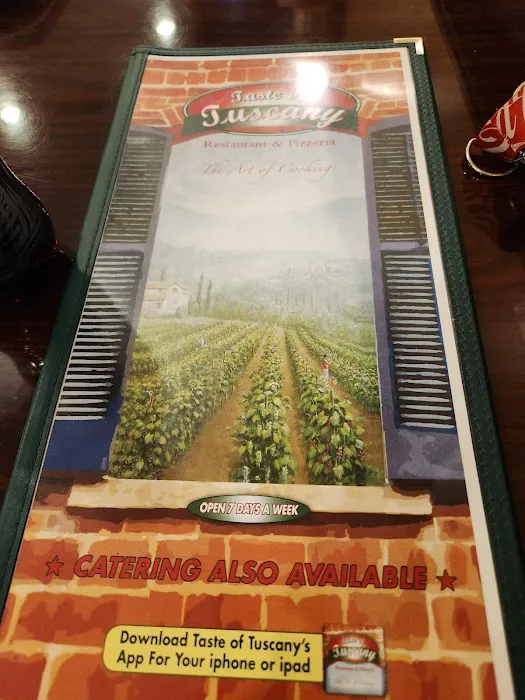 Taste of
Tuscany
Restaurant & Pizzeria
The Art of Cooking
OPEN 7 DAYS A WEEK
★ CATERING ALSO AVAILABLE ★
Download Taste of Tuscany's
App For Your iphone or ipad
Tuscany